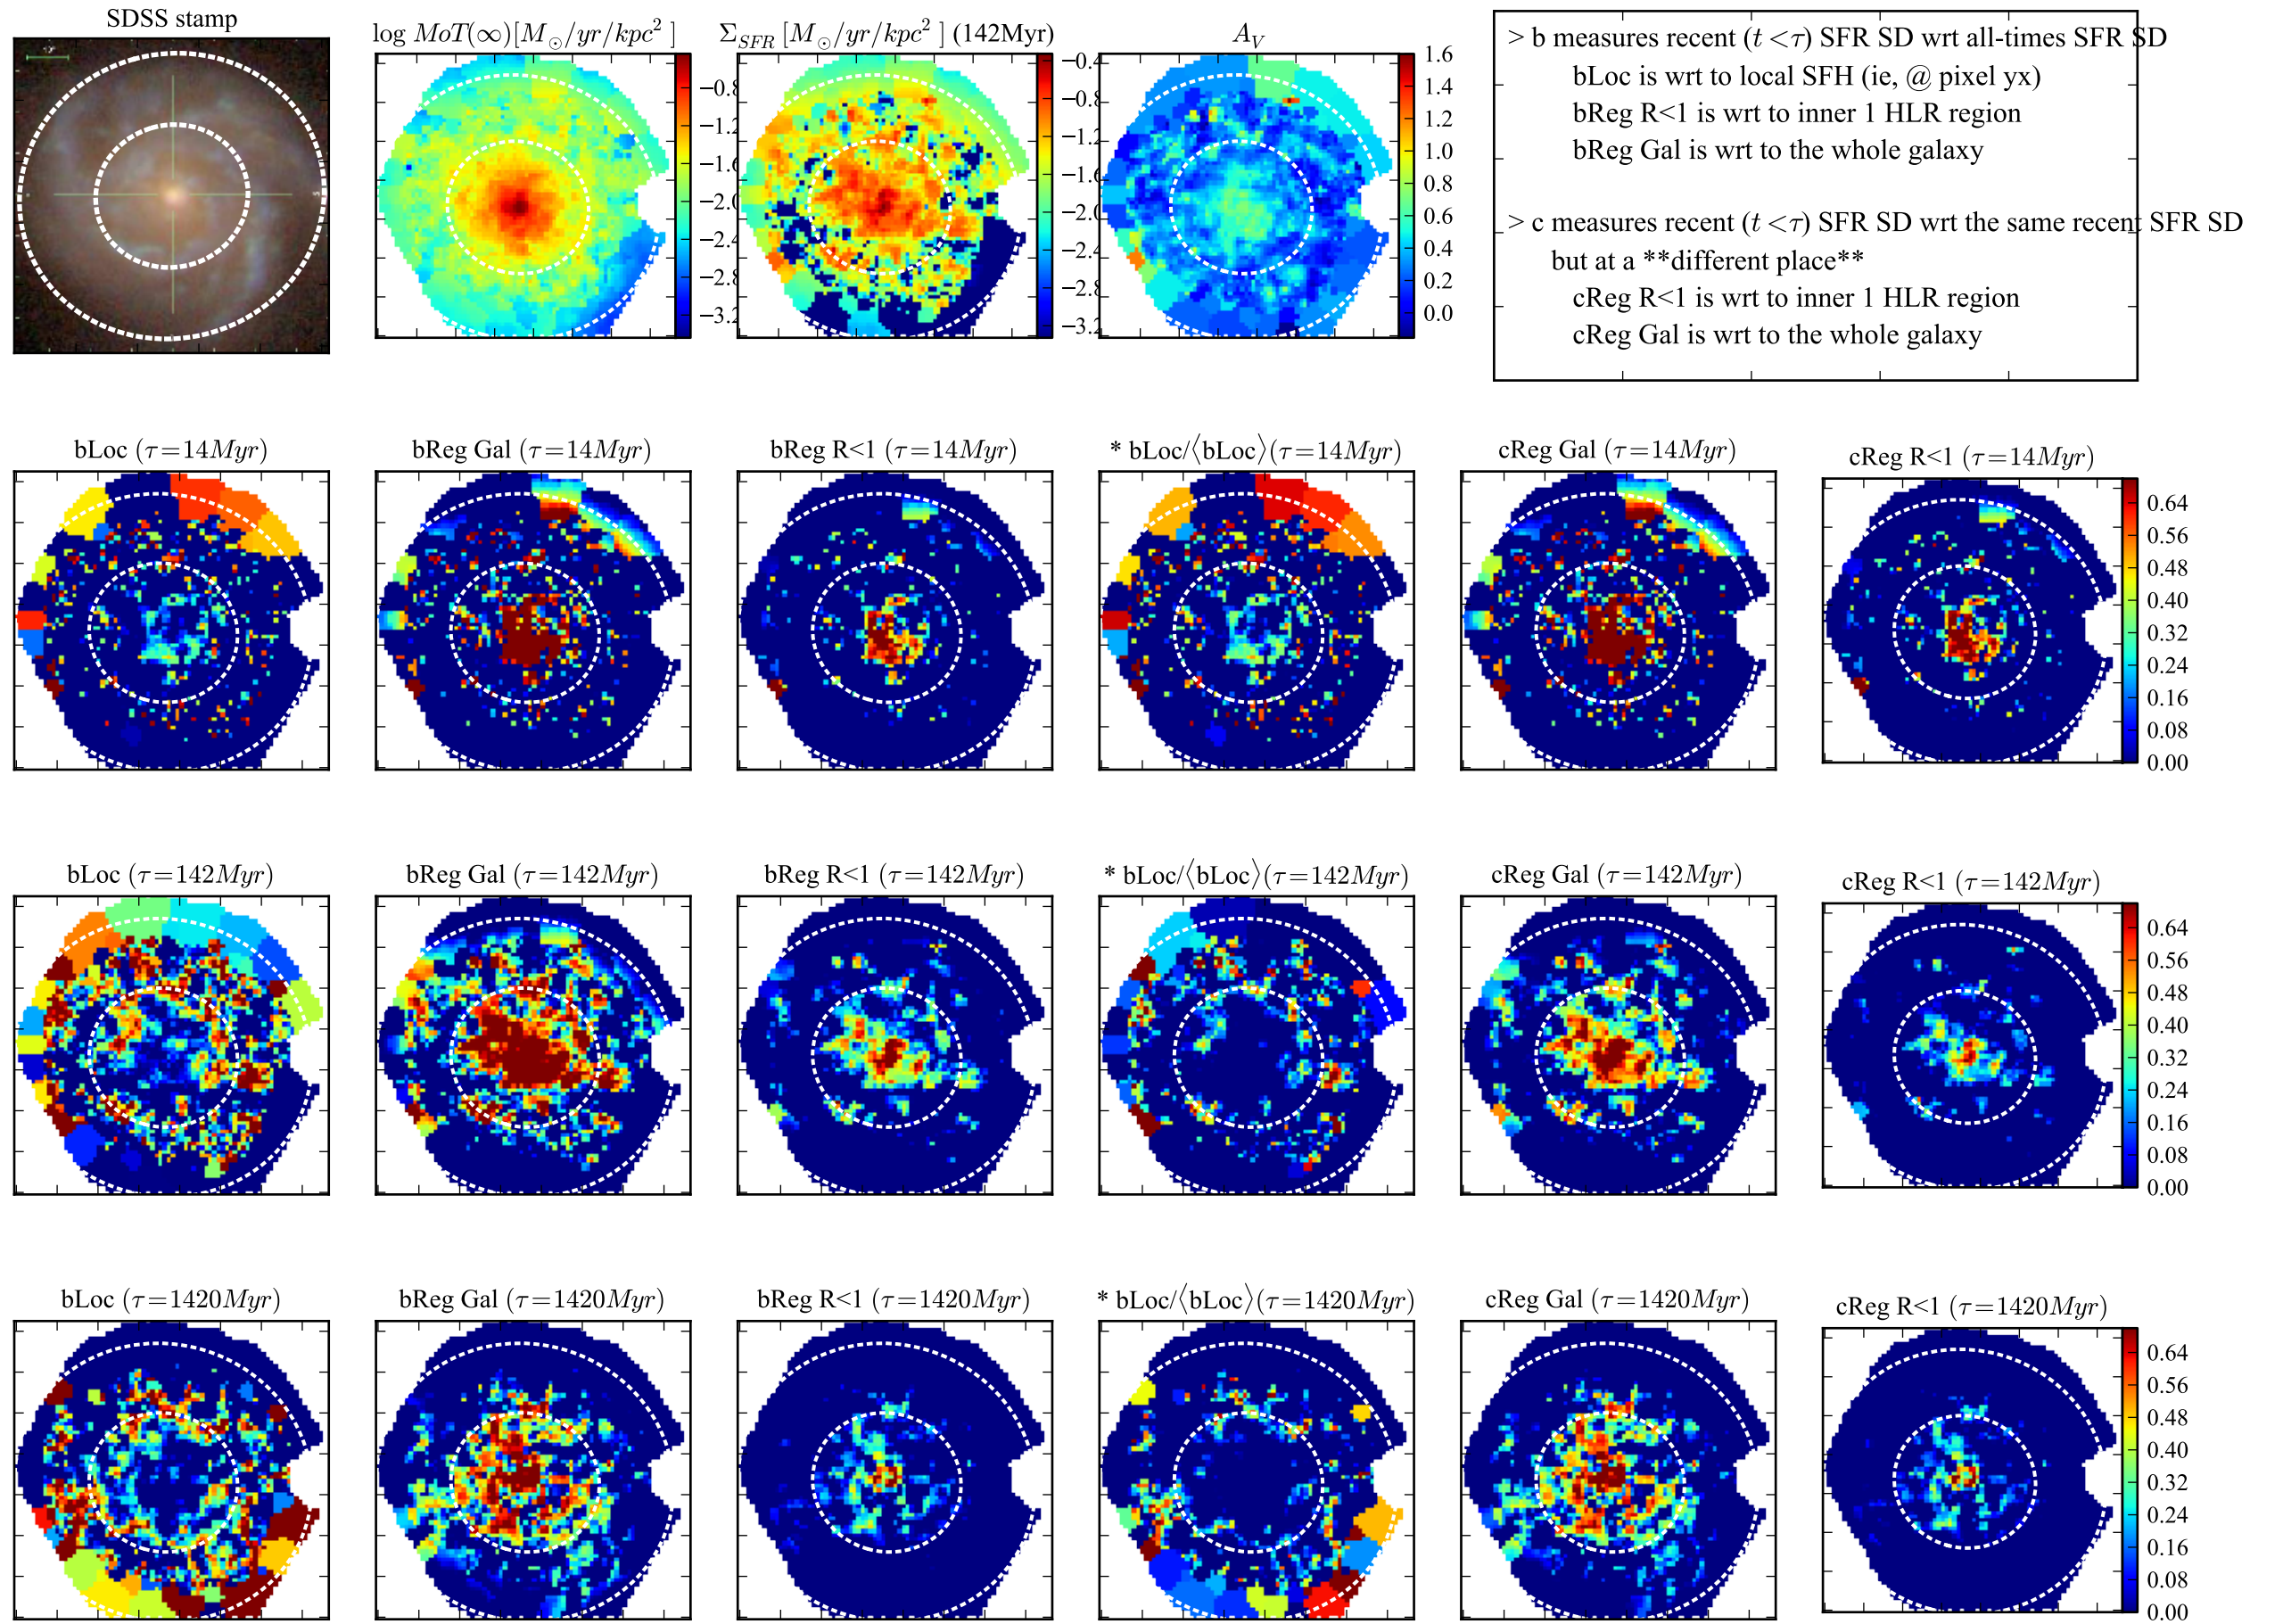 SDSS stamp
log MoT(∞)[M⊙/yr/kpc² ]
Σ_SFR [M⊙/yr/kpc² ] (142Myr)
A_V
−0.8
−1.2
−1.6
−2.0
−2.4
−2.8
−3.2
−0.4
−0.8
−1.2
−1.6
−2.0
−2.4
−2.8
−3.2
1.6
1.4
1.2
1.0
0.8
0.6
0.4
0.2
0.0
> b measures recent (t <τ) SFR SD wrt all-times SFR SD
bLoc is wrt to local SFH (ie, @ pixel yx)
bReg R<1 is wrt to inner 1 HLR region
bReg Gal is wrt to the whole galaxy
> c measures recent (t <τ) SFR SD wrt the same recent SFR SD
but at a **different place**
cReg R<1 is wrt to inner 1 HLR region
cReg Gal is wrt to the whole galaxy
bLoc (τ=14Myr)
bReg Gal (τ=14Myr)
bReg R<1 (τ=14Myr)
* bLoc/⟨bLoc⟩(τ=14Myr)
cReg Gal (τ=14Myr)
cReg R<1 (τ=14Myr)
0.64
0.56
0.48
0.40
0.32
0.24
0.16
0.08
0.00
bLoc (τ=142Myr)
bReg Gal (τ=142Myr)
bReg R<1 (τ=142Myr)
* bLoc/⟨bLoc⟩(τ=142Myr)
cReg Gal (τ=142Myr)
cReg R<1 (τ=142Myr)
0.64
0.56
0.48
0.40
0.32
0.24
0.16
0.08
0.00
bLoc (τ=1420Myr)
bReg Gal (τ=1420Myr)
bReg R<1 (τ=1420Myr)
* bLoc/⟨bLoc⟩(τ=1420Myr)
cReg Gal (τ=1420Myr)
cReg R<1 (τ=1420Myr)
0.64
0.56
0.48
0.40
0.32
0.24
0.16
0.08
0.00